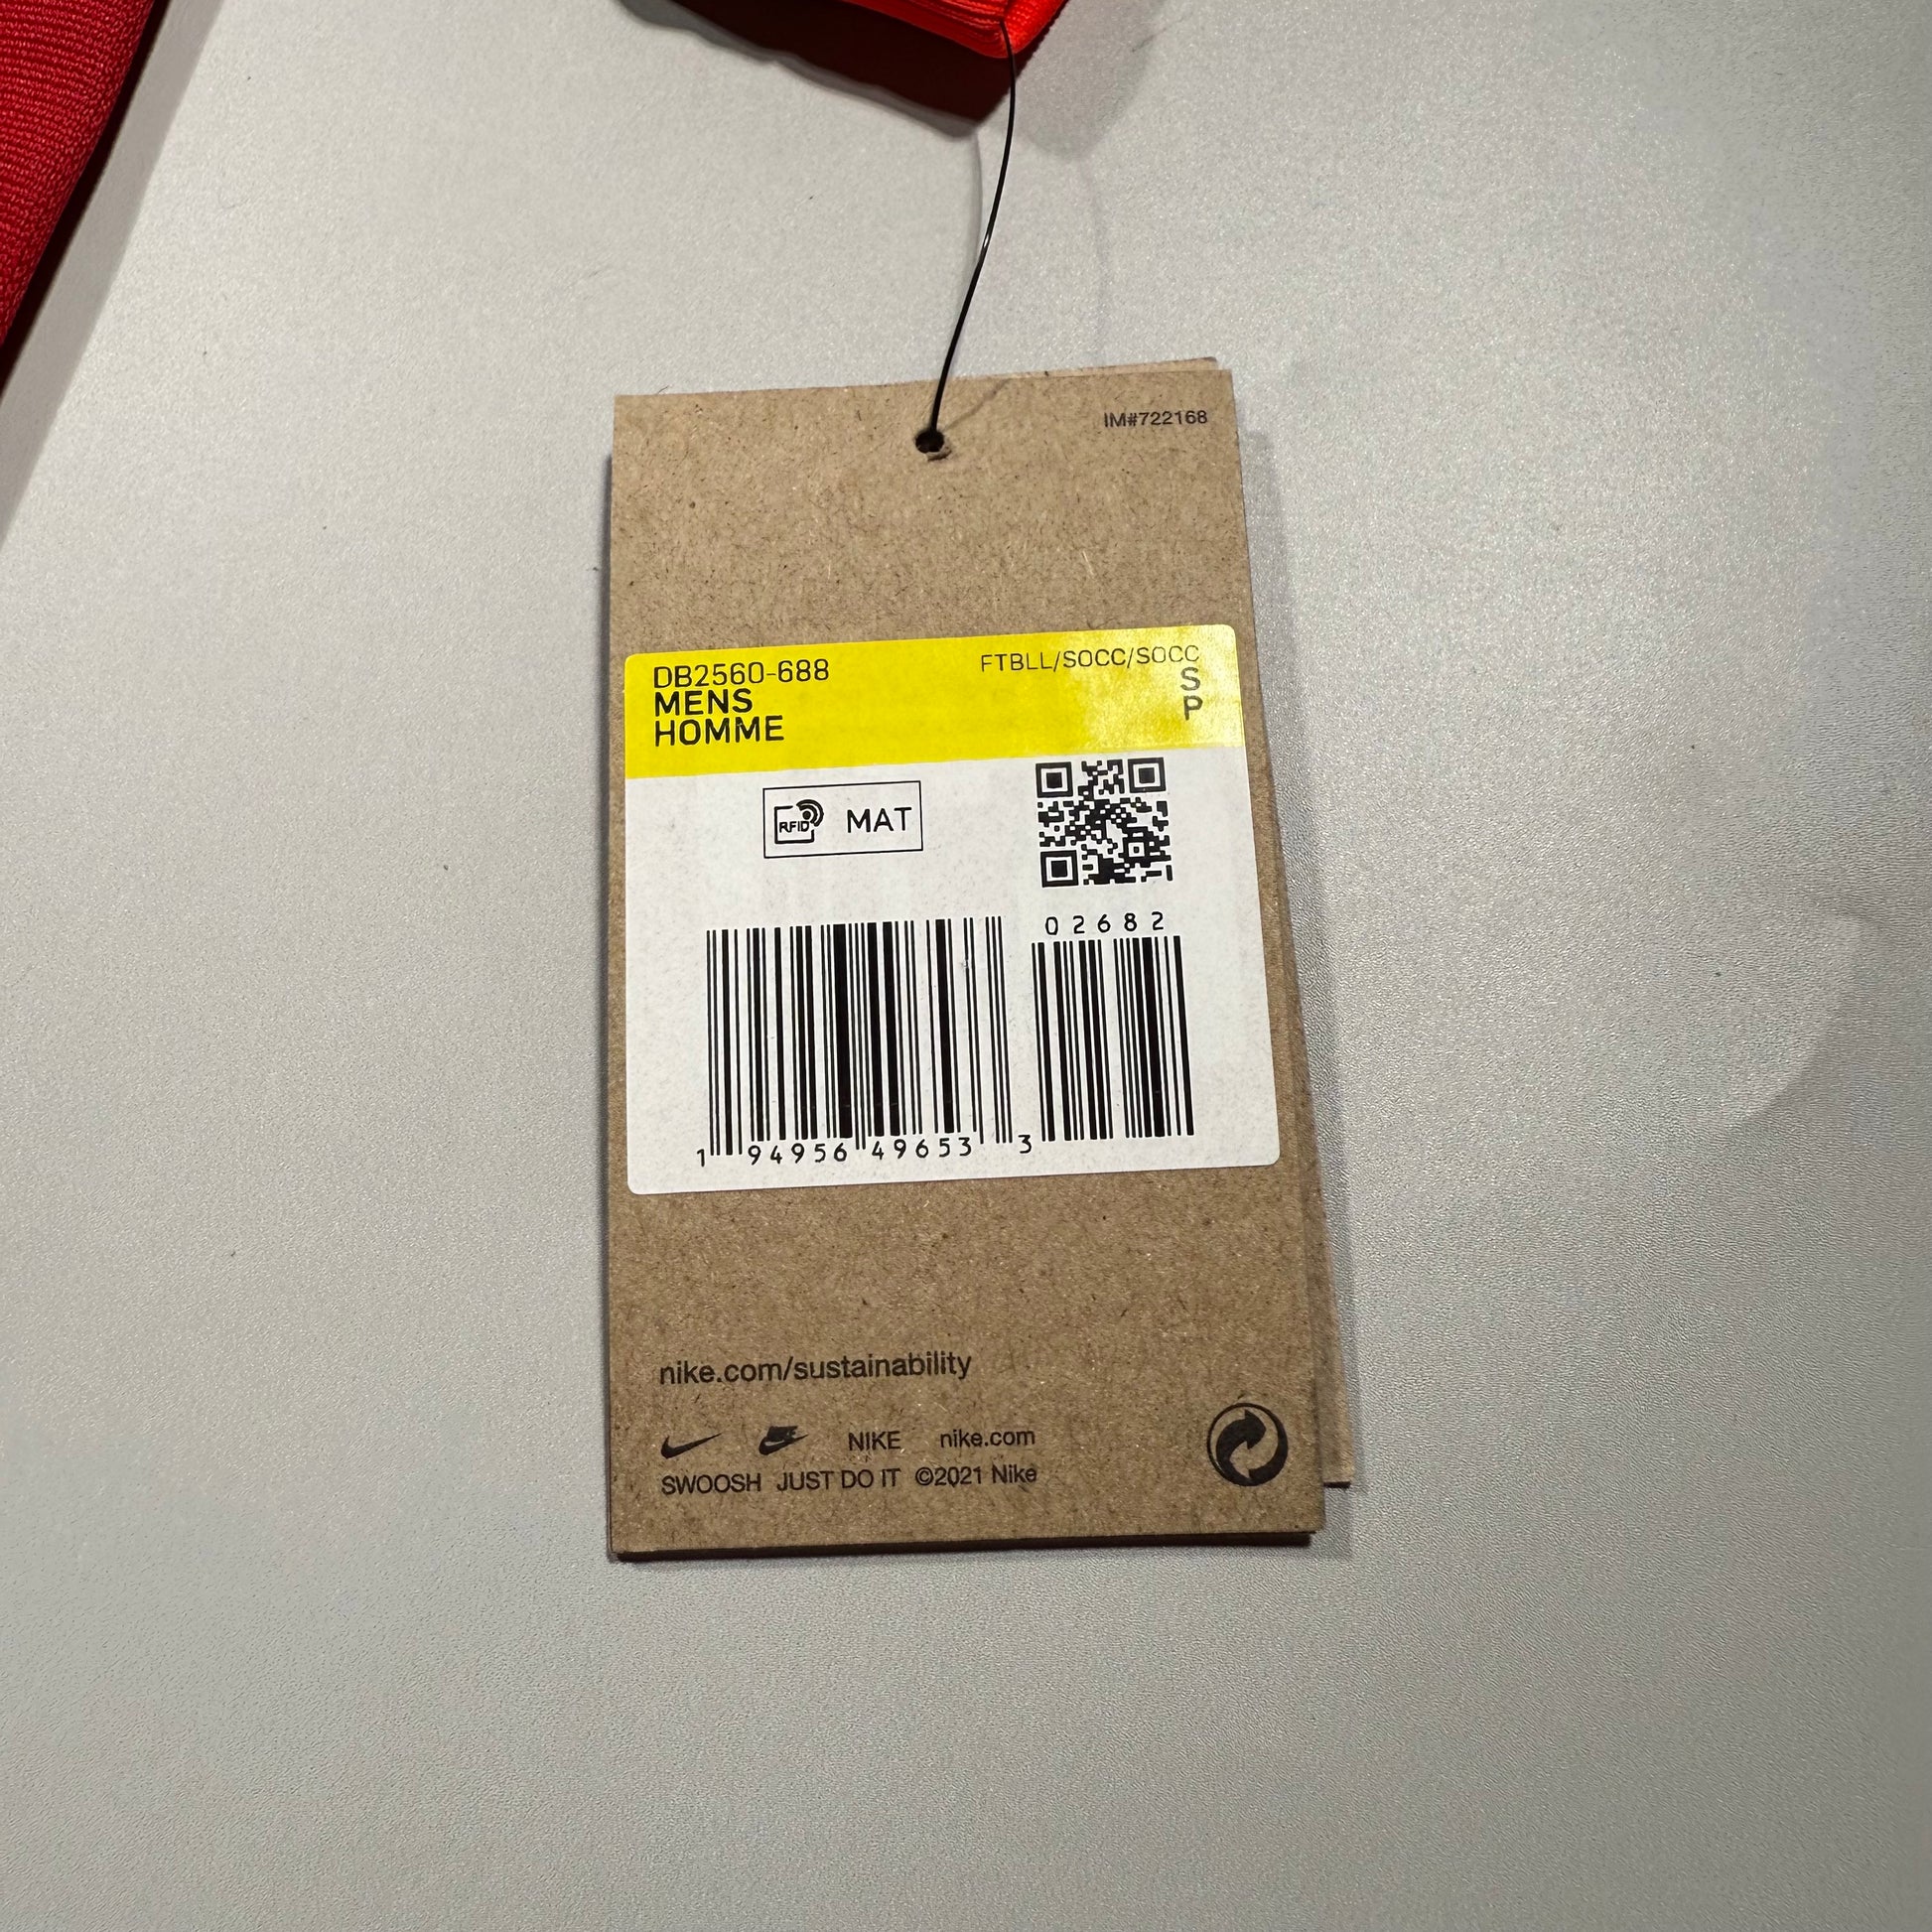 IM#722168
DB2560-688 FTBLL/SOCC/SOCC
MENS S
HOMME P
RFID MAT
02682
1 94956 49653 3
nike.com/sustainability
NIKE nike.com
SWOOSH JUST DO IT ©2021 Nike